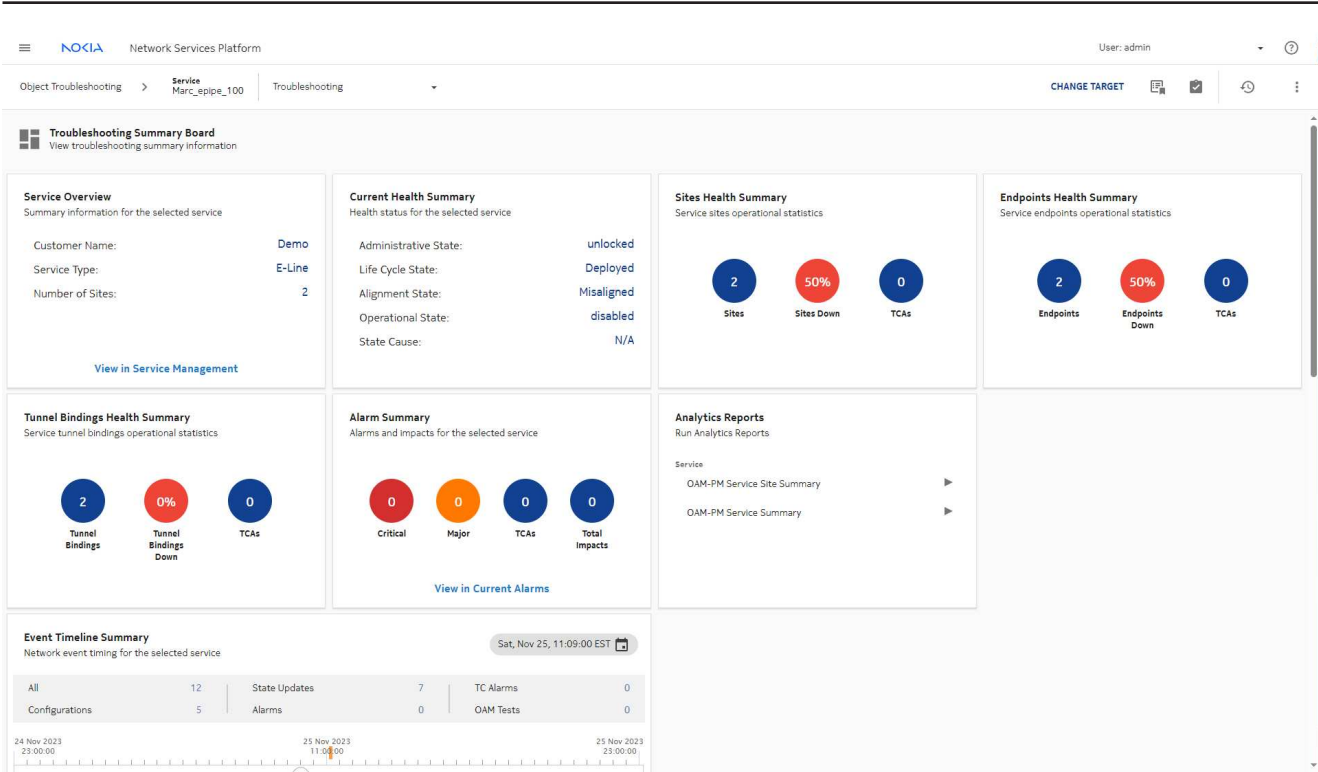 NOKIA Network Services Platform User: admin
Object Troubleshooting > Service Marc_epipe_100 Troubleshooting CHANGE TARGET
Troubleshooting Summary Board
View troubleshooting summary information
Service Overview
Summary information for the selected service
Customer Name: Demo
Service Type: E-Line
Number of Sites: 2
View in Service Management
Current Health Summary
Health status for the selected service
Administrative State: unlocked
Life Cycle State: Deployed
Alignment State: Misaligned
Operational State: disabled
State Cause: N/A
Sites Health Summary
Service sites operational statistics
2 50% 0
Sites Sites Down TCAs
Endpoints Health Summary
Service endpoints operational statistics
2 50% 0
Endpoints Endpoints Down TCAs
Tunnel Bindings Health Summary
Service tunnel bindings operational statistics
2 0% 0
Tunnel Bindings Tunnel Bindings Down TCAs
Alarm Summary
Alarms and impacts for the selected service
0 0 0 0
Critical Major TCAs Total Impacts
View in Current Alarms
Analytics Reports
Run Analytics Reports
Service
OAM-PM Service Site Summary
OAM-PM Service Summary
Event Timeline Summary
Network event timing for the selected service
Sat, Nov 25, 11:09:00 EST
All 12 State Updates 7 TC Alarms 0
Configurations 5 Alarms 0 OAM Tests 0
24 Nov 2023 25 Nov 2023 25 Nov 2023
23:00:00 11:00:00 23:00:00